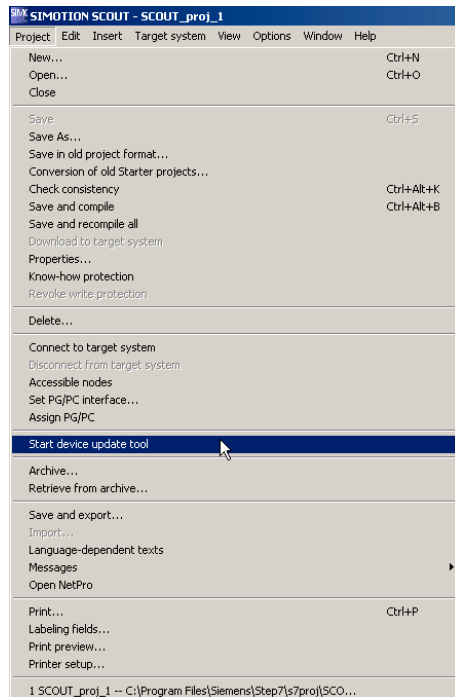 SIMOTION SCOUT - SCOUT_proj_1
Project Edit Insert Target system View Options Window Help
New... Ctrl+N
Open... Ctrl+O
Close
Save Ctrl+S
Save As...
Save in old project format...
Conversion of old Starter projects...
Check consistency Ctrl+Alt+K
Save and compile Ctrl+Alt+B
Save and recompile all
Download to target system
Properties...
Know-how protection
Revoke write protection
Delete...
Connect to target system
Disconnect from target system
Accessible nodes
Set PG/PC interface...
Assign PG/PC
Start device update tool
Archive...
Retrieve from archive...
Save and export...
Import...
Language-dependent texts
Messages
Open NetPro
Print... Ctrl+P
Labeling fields...
Print preview...
Printer setup...
1 SCOUT_proj_1 -- C:\Program Files\Siemens\Step7\s7proj\SCO...